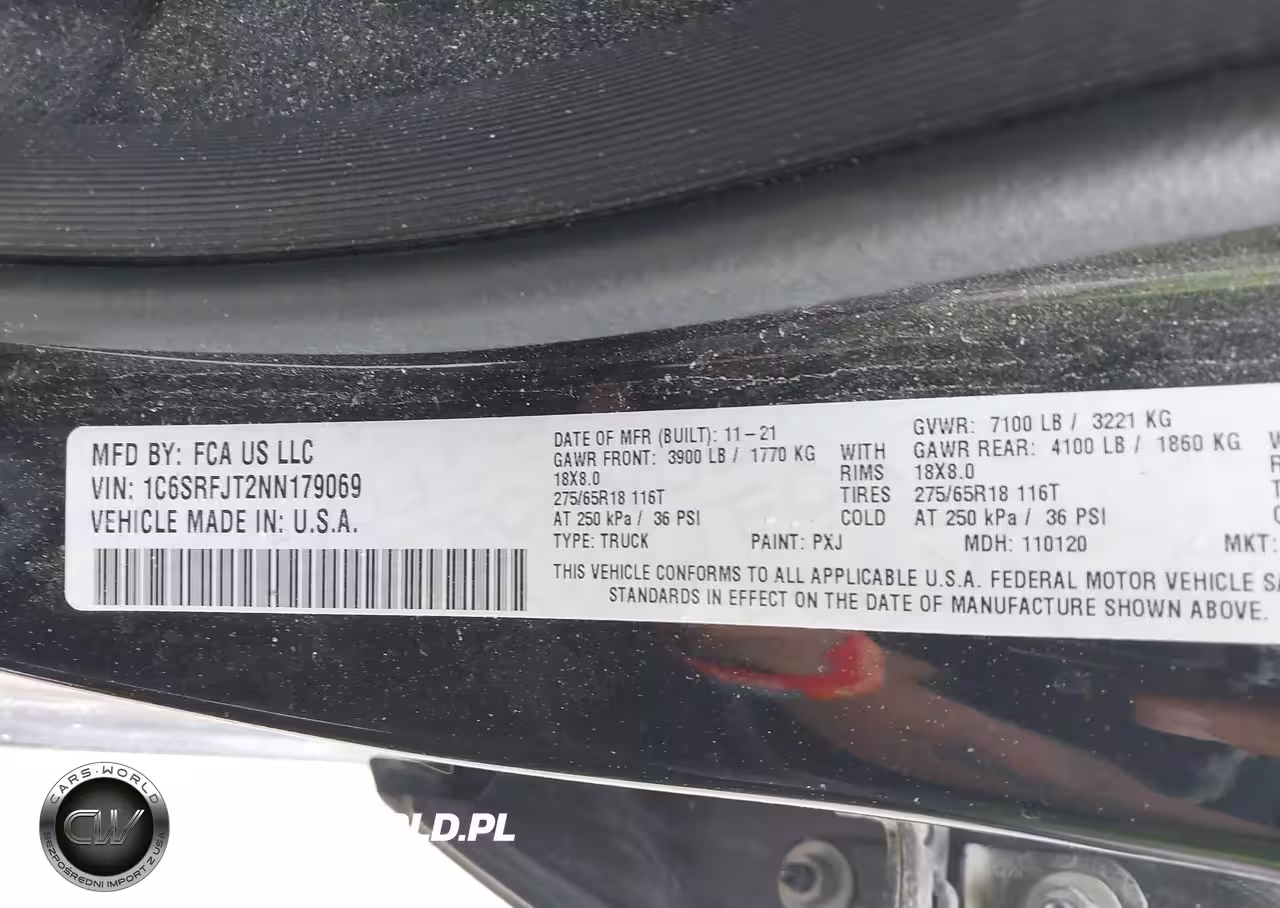 MFD BY: FCA US LLC
VIN: 1C6SRFJT2NN179069
VEHICLE MADE IN: U.S.A.
DATE OF MFR (BUILT): 11-21
GVWR: 7100 LB / 3221 KG
GAWR FRONT: 3900 LB / 1770 KG WITH GAWR REAR: 4100 LB / 1860 KG
18X8.0 RIMS 18X8.0
275/65R18 116T TIRES 275/65R18 116T
AT 250 kPa / 36 PSI COLD AT 250 kPa / 36 PSI
TYPE: TRUCK PAINT: PXJ MDH: 110120 MKT:
THIS VEHICLE CONFORMS TO ALL APPLICABLE U.S.A. FEDERAL MOTOR VEHICLE
STANDARDS IN EFFECT ON THE DATE OF MANUFACTURE SHOWN ABOVE.
CARS·WORLD
CW
BEZPOŚREDNI IMPORT Z USA
LD.PL